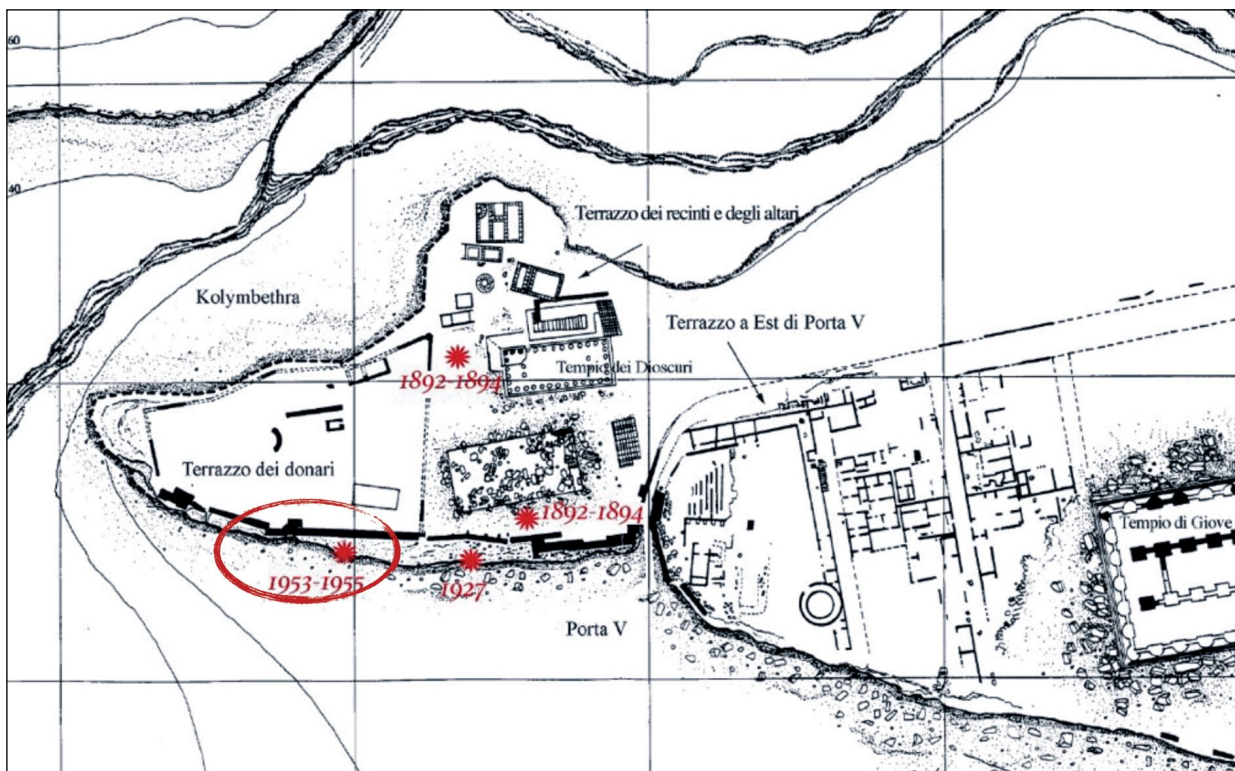 60
40
Terrazzo dei recinti e degli altari
Kolymbethra
Terrazzo a Est di Porta V
1892-1894
Tempio dei Dioscuri
Terrazzo dei donari
1892-1894
Tempio di Giove
1953-1955
1927
Porta V